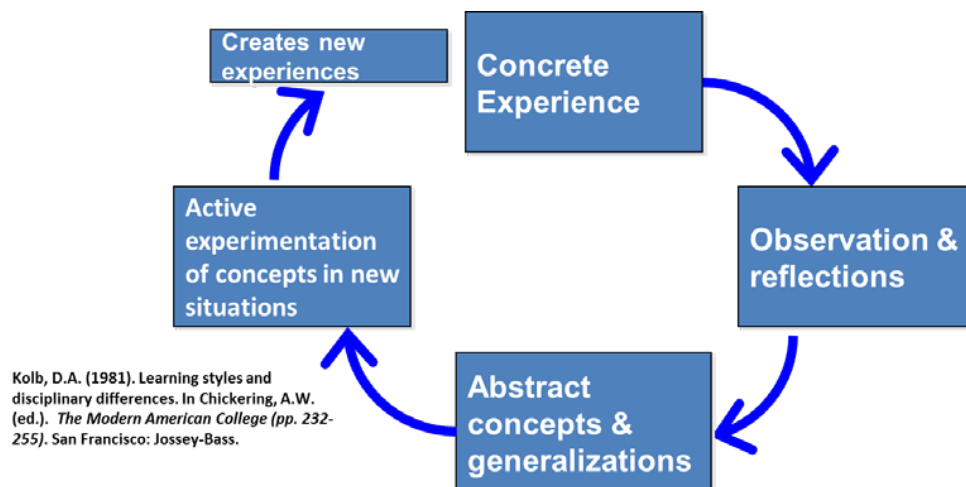 Creates new
experiences
Concrete
Experience
Observation &
reflections
Abstract
concepts &
generalizations
Active
experimentation
of concepts in new
situations
Kolb, D.A. (1981). Learning styles and
disciplinary differences. In Chickering, A.W.
(ed.). The Modern American College (pp. 232-
255). San Francisco: Jossey-Bass.